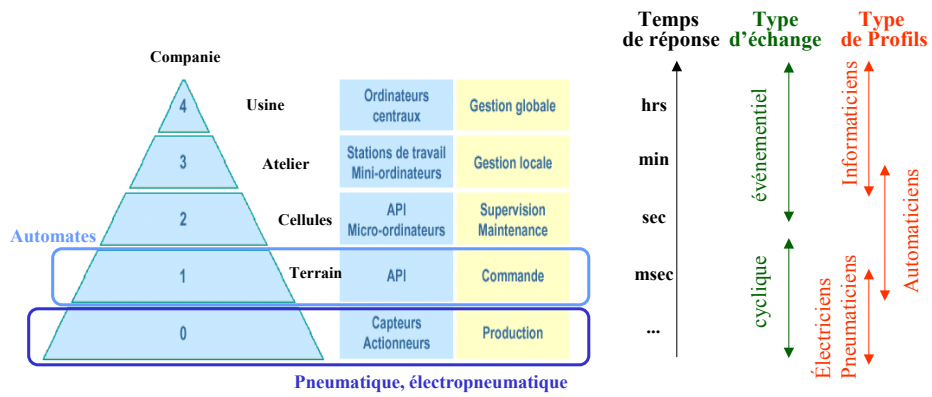 Temps
de réponse
Type
d'échange
Type
de Profils
Companie
4
Usine
Ordinateurs
centraux
Gestion globale
hrs
3
Atelier
Stations de travail
Mini-ordinateurs
Gestion locale
min
2
Cellules
API
Micro-ordinateurs
Supervision
Maintenance
sec
Automates
1
Terrain
API
Commande
msec
0
Capteurs
Actionneurs
Production
...
Pneumatique, électropneumatique
événementiel
cyclique
Informaticiens
Automaticiens
Électriciens
Pneumaticiens